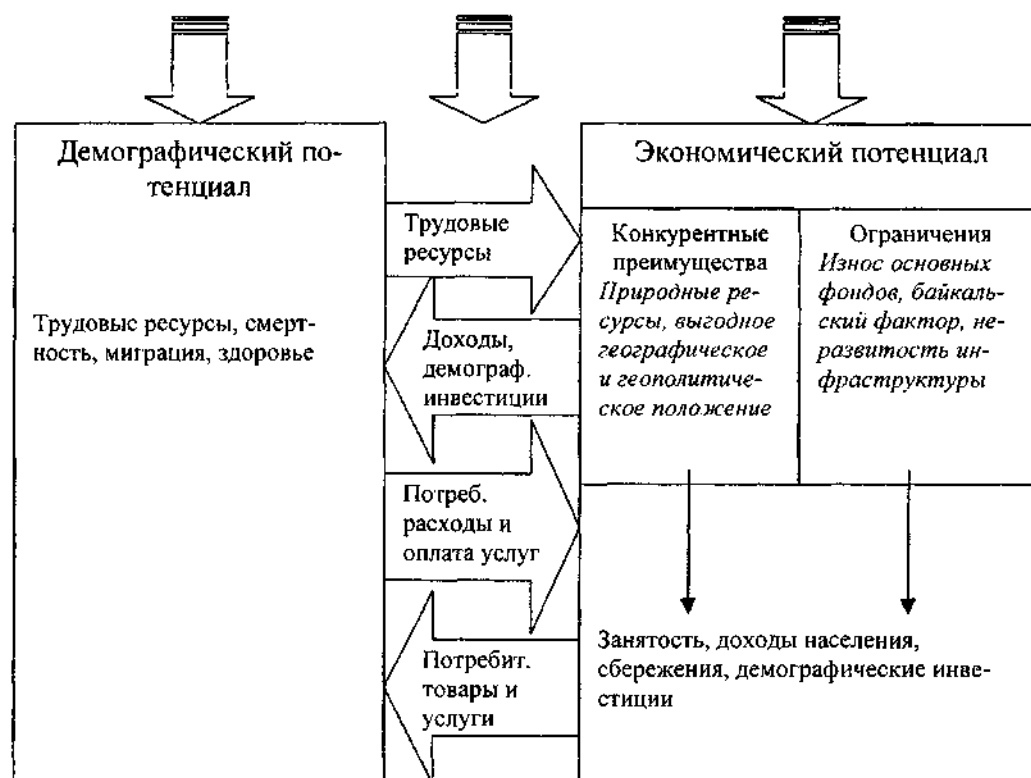 Демографический по-
тенциал
Трудовые ресурсы, смерт-
ность, миграция, здоровье
Трудовые
ресурсы
Доходы,
демограф.
инвестиции
Потреб.
расходы и
оплата услуг
Потребит.
товары и
услуги
Экономический потенциал
Конкурентные
преимущества
Природные ре-
сурсы, выгодное
географическое
и геополитиче-
ское положение
Ограничения
Износ основных
фондов, байкаль-
ский фактор, не-
развитость ин-
фраструктуры
Занятость, доходы населения,
сбережения, демографические инве-
стиции